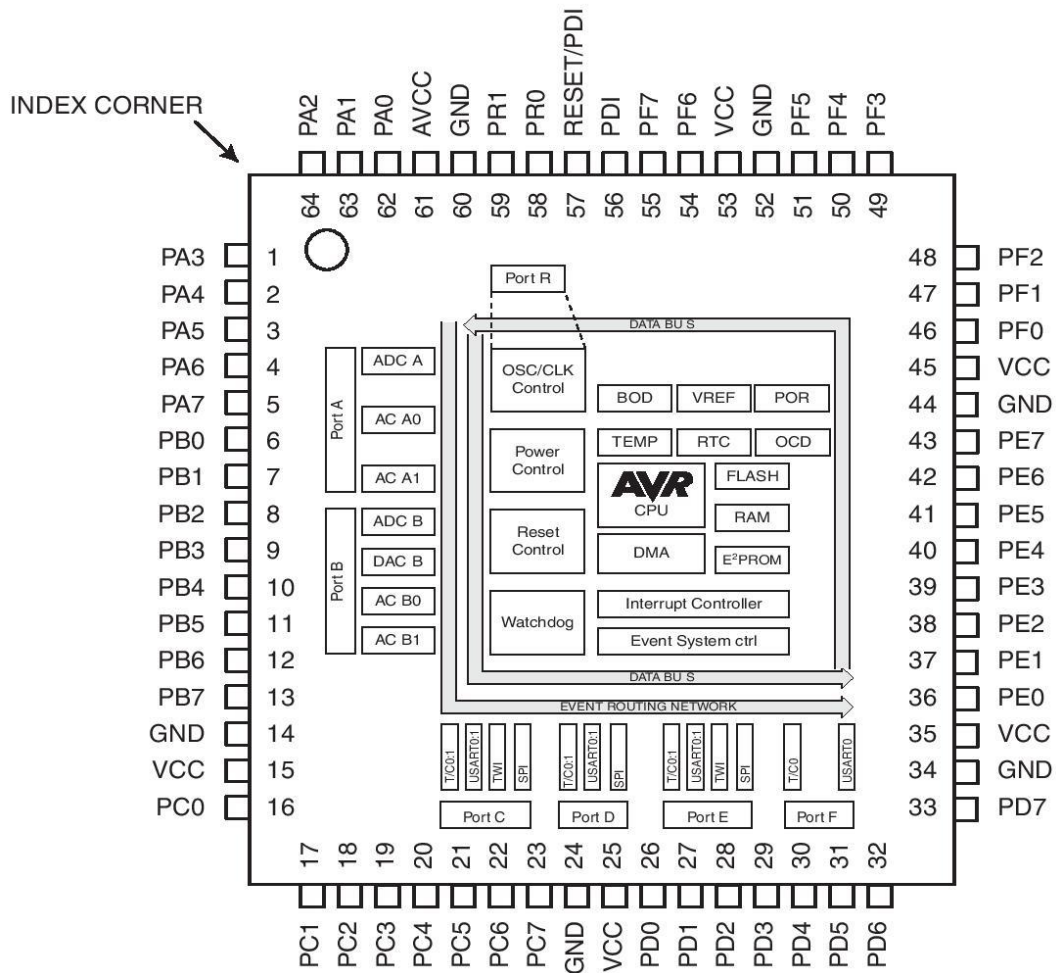 INDEX CORNER
PA2 PA1 PA0 AVCC GND PR1 PR0 RESET/PDI PDI PF7 PF6 VCC GND PF5 PF4 PF3
64 63 62 61 60 59 58 57 56 55 54 53 52 51 50 49
PA3 1
PA4 2
PA5 3
PA6 4
PA7 5
PB0 6
PB1 7
PB2 8
PB3 9
PB4 10
PB5 11
PB6 12
PB7 13
GND 14
VCC 15
PC0 16
48 PF2
47 PF1
46 PF0
45 VCC
44 GND
43 PE7
42 PE6
41 PE5
40 PE4
39 PE3
38 PE2
37 PE1
36 PE0
35 VCC
34 GND
33 PD7
Port R
DATA BUS
Port A
ADC A
AC A0
AC A1
Port B
ADC B
DAC B
AC B0
AC B1
OSC/CLK
Control
Power
Control
Reset
Control
Watchdog
BOD VREF POR
TEMP RTC OCD
AVR
CPU
FLASH
RAM
DMA
E²PROM
Interrupt Controller
Event System ctrl
DATA BUS
EVENT ROUTING NETWORK
T/C0:1 USART0:1 TWI SPI
T/C0:1 USART0:1 SPI
T/C0:1 USART0:1 TWI SPI
T/C0 USART0
Port C Port D Port E Port F
17 18 19 20 21 22 23 24 25 26 27 28 29 30 31 32
PC1 PC2 PC3 PC4 PC5 PC6 PC7 GND VCC PD0 PD1 PD2 PD3 PD4 PD5 PD6